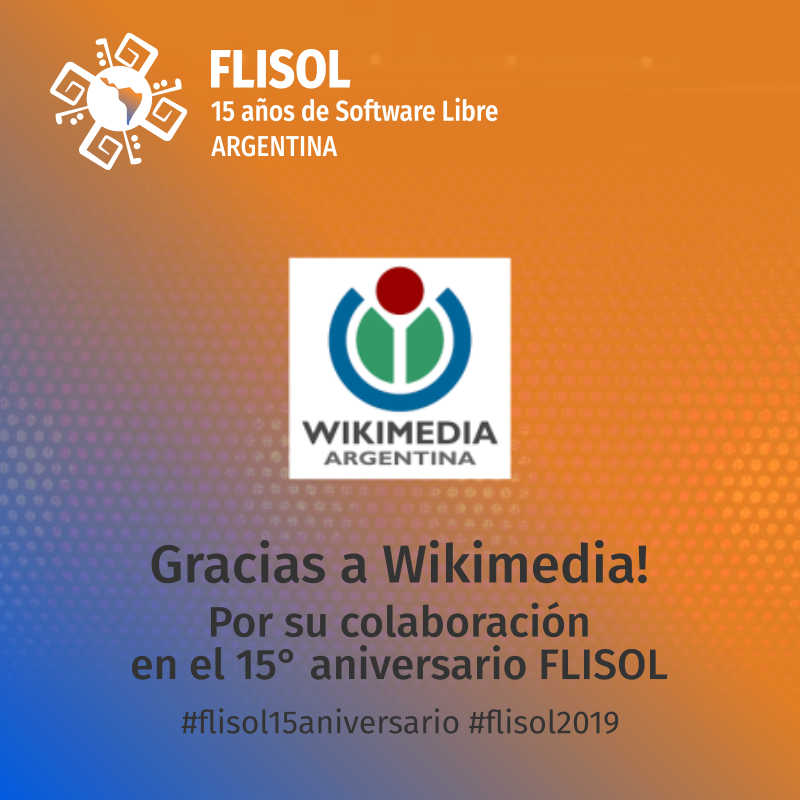 FLISOL
15 años de Software Libre
ARGENTINA
WIKIMEDIA
ARGENTINA
Gracias a Wikimedia!
Por su colaboración
en el 15° aniversario FLISOL
#flisol15aniversario #flisol2019